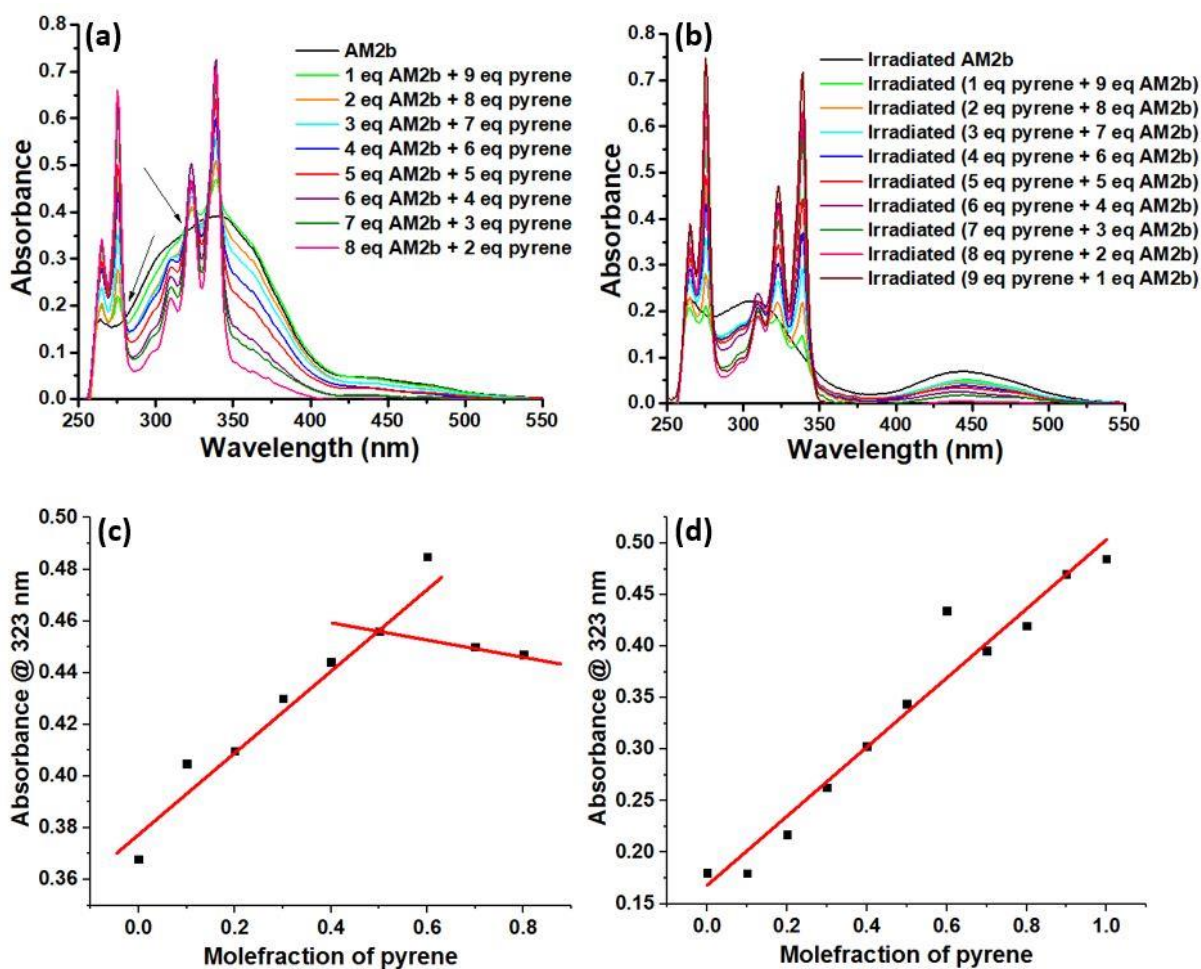 (a)
AM2b
1 eq AM2b + 9 eq pyrene
2 eq AM2b + 8 eq pyrene
3 eq AM2b + 7 eq pyrene
4 eq AM2b + 6 eq pyrene
5 eq AM2b + 5 eq pyrene
6 eq AM2b + 4 eq pyrene
7 eq AM2b + 3 eq pyrene
8 eq AM2b + 2 eq pyrene
Absorbance
0.8
0.7
0.6
0.5
0.4
0.3
0.2
0.1
0.0
250 300 350 400 450 500 550
Wavelength (nm)
(b)
Irradiated AM2b
Irradiated (1 eq pyrene + 9 eq AM2b)
Irradiated (2 eq pyrene + 8 eq AM2b)
Irradiated (3 eq pyrene + 7 eq AM2b)
Irradiated (4 eq pyrene + 6 eq AM2b)
Irradiated (5 eq pyrene + 5 eq AM2b)
Irradiated (6 eq pyrene + 4 eq AM2b)
Irradiated (7 eq pyrene + 3 eq AM2b)
Irradiated (8 eq pyrene + 2 eq AM2b)
Irradiated (9 eq pyrene + 1 eq AM2b)
Absorbance
0.8
0.7
0.6
0.5
0.4
0.3
0.2
0.1
0.0
250 300 350 400 450 500 550
Wavelength (nm)
(c)
Absorbance @ 323 nm
0.50
0.48
0.46
0.44
0.42
0.40
0.38
0.36
0.0 0.2 0.4 0.6 0.8
Molefraction of pyrene
(d)
Absorbance @ 323 nm
0.50
0.45
0.40
0.35
0.30
0.25
0.20
0.15
0.0 0.2 0.4 0.6 0.8 1.0
Molefraction of pyrene